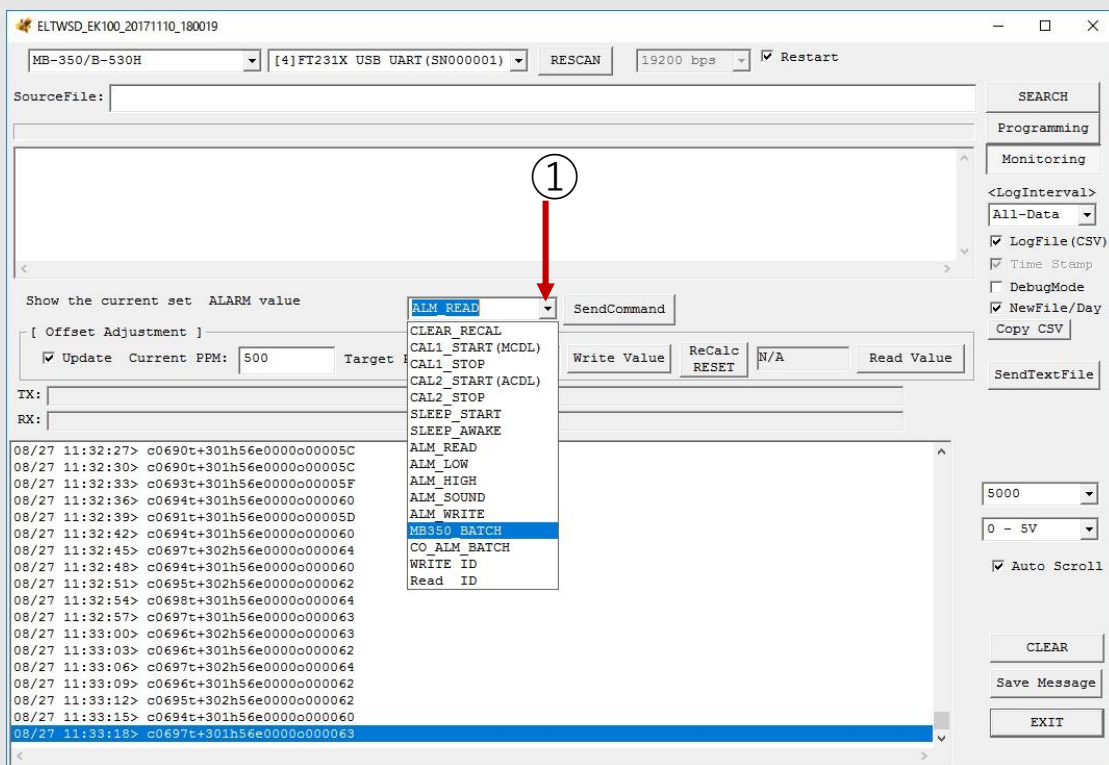 ELTWSD_EK100_20171110_180019
MB-350/B-530H [4]FT231X USB UART(SN000001) RESCAN 19200 bps Restart
SourceFile: SEARCH
Programming
Monitoring
①
<LogInterval>
All-Data
LogFile(CSV)
Time Stamp
DebugMode
NewFile/Day
Copy CSV
SendTextFile
Show the current set ALARM value ALM_READ SendCommand
[ Offset Adjustment ]
Update Current PPM: 500 Target Write Value ReCalc RESET N/A Read Value
CLEAR_RECAL
CAL1_START(MCDL)
CAL1_STOP
CAL2_START(ACDL)
CAL2_STOP
SLEEP_START
SLEEP_AWAKE
ALM_READ
ALM_LOW
ALM_HIGH
ALM_SOUND
ALM_WRITE
MB350_BATCH
CO_ALM_BATCH
WRITE ID
Read ID
TX:
RX:
08/27 11:32:27> c0690t+301h56e0000o00005C
08/27 11:32:30> c0690t+301h56e0000o00005C
08/27 11:32:33> c0693t+301h56e0000o00005F
08/27 11:32:36> c0694t+301h56e0000o000060
08/27 11:32:39> c0691t+301h56e0000o00005D
08/27 11:32:42> c0694t+301h56e0000o000060
08/27 11:32:45> c0697t+302h56e0000o000064
08/27 11:32:48> c0694t+301h56e0000o000060
08/27 11:32:51> c0695t+302h56e0000o000062
08/27 11:32:54> c0698t+301h56e0000o000064
08/27 11:32:57> c0697t+301h56e0000o000063
08/27 11:33:00> c0696t+302h56e0000o000063
08/27 11:33:03> c0696t+301h56e0000o000062
08/27 11:33:06> c0697t+302h56e0000o000064
08/27 11:33:09> c0696t+301h56e0000o000062
08/27 11:33:12> c0695t+302h56e0000o000062
08/27 11:33:15> c0694t+301h56e0000o000060
08/27 11:33:18> c0697t+301h56e0000o000063
5000
0 - 5V
Auto Scroll
CLEAR
Save Message
EXIT